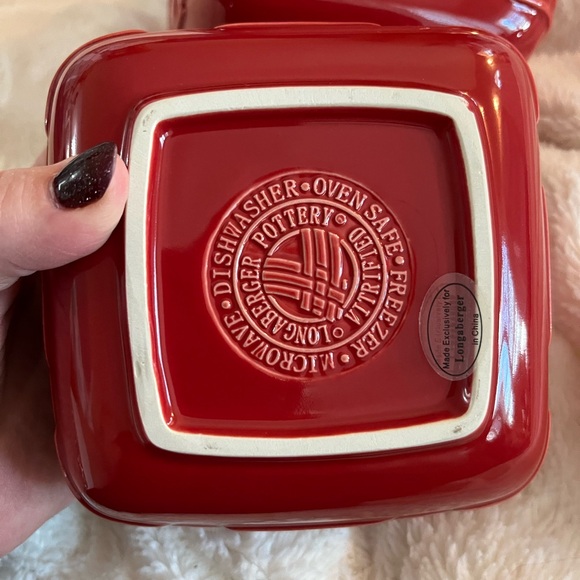 DISHWASHER • OVEN SAFE • FREEZER • MICROWAVE •
LONGABERGER POTTERY ® VITRIFIED
Made Exclusively for
Longaberger
in China